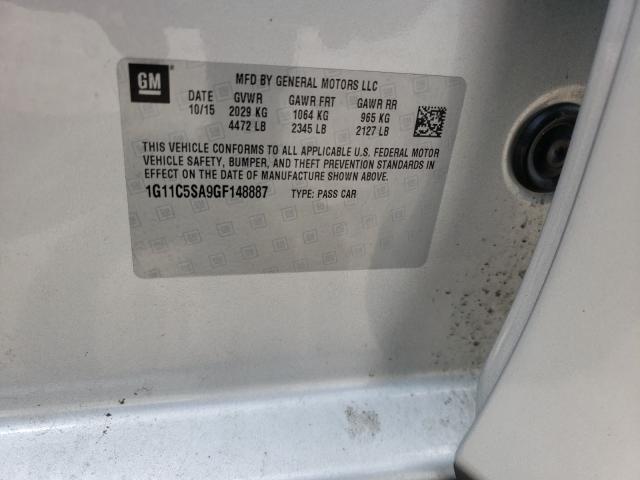 GM
MFD BY GENERAL MOTORS LLC
DATE GVWR GAWR FRT GAWR RR
10/15 2029 KG 1064 KG 965 KG
4472 LB 2345 LB 2127 LB
THIS VEHICLE CONFORMS TO ALL APPLICABLE U.S. FEDERAL MOTOR
VEHICLE SAFETY, BUMPER, AND THEFT PREVENTION STANDARDS IN
EFFECT ON THE DATE OF MANUFACTURE SHOWN ABOVE.
1G11C5SA9GF148887 TYPE: PASS CAR